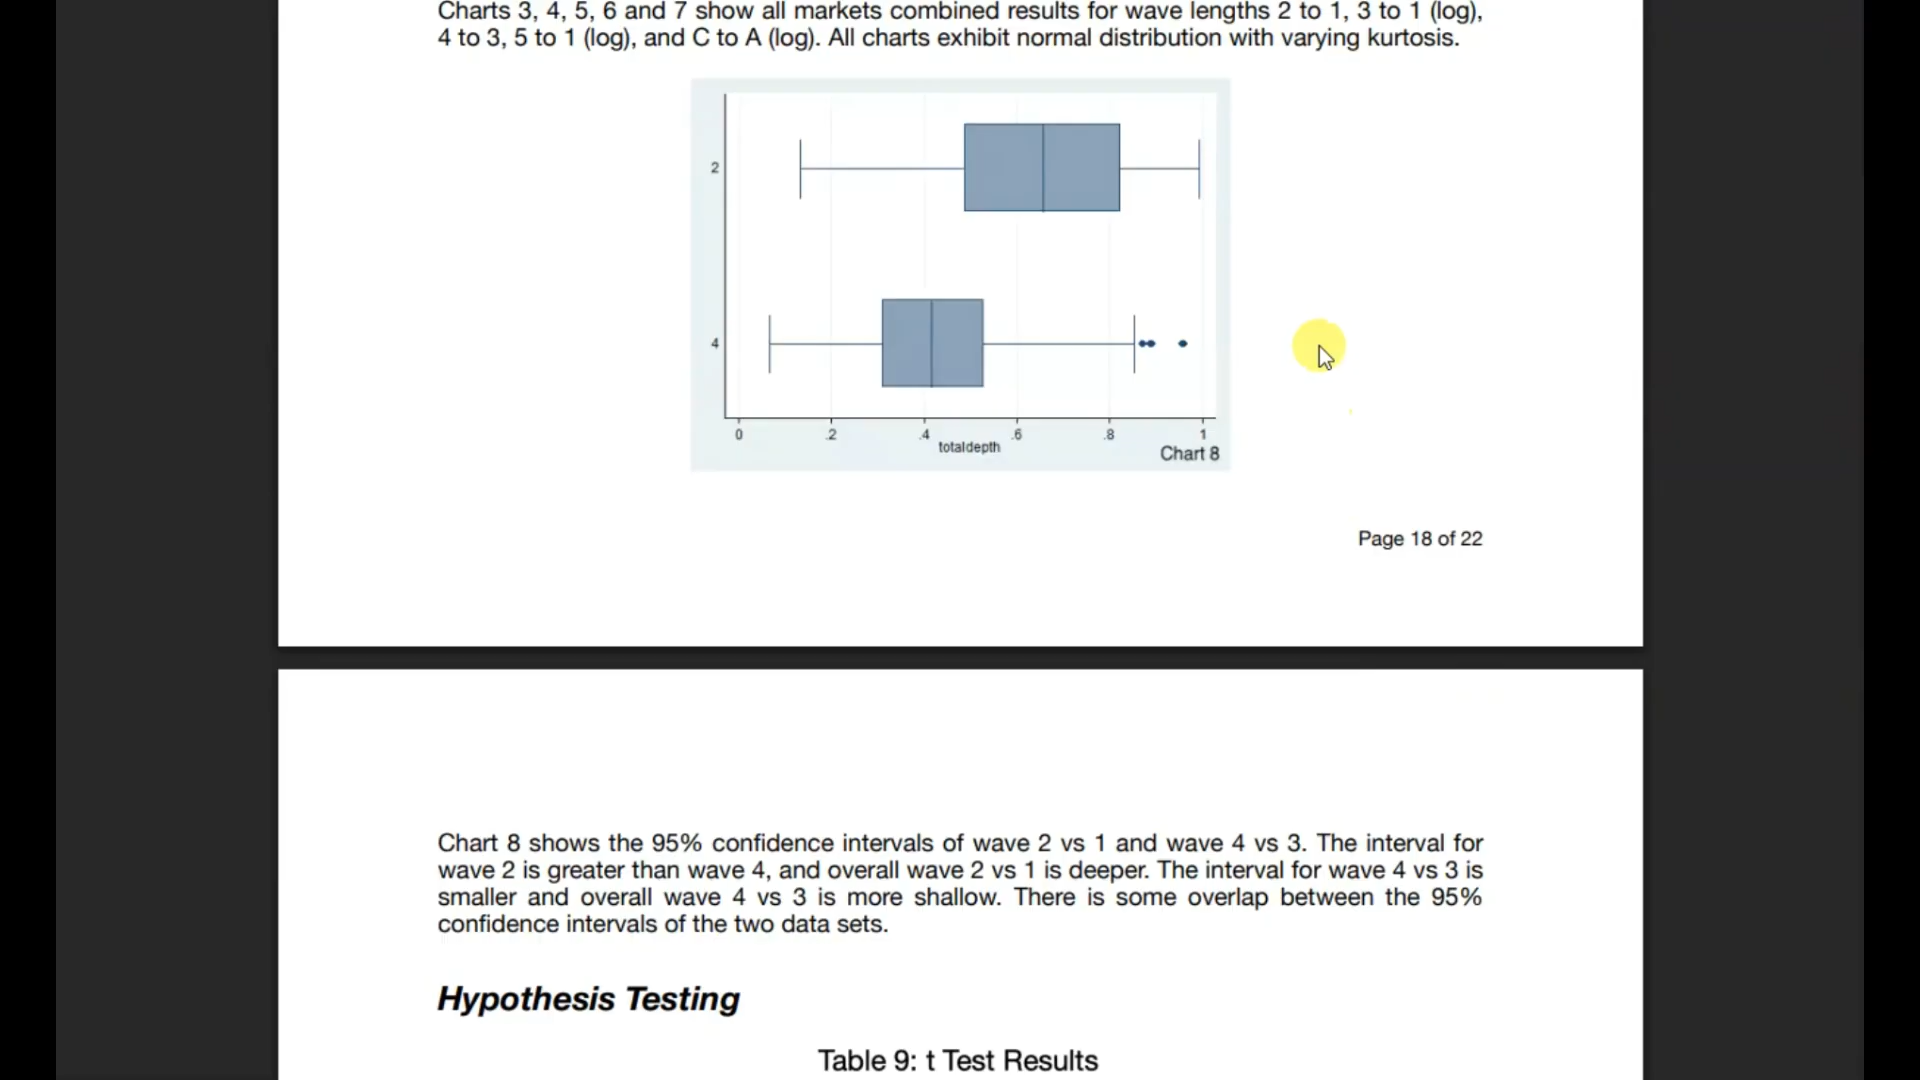 Charts 3, 4, 5, 6 and 7 show all markets combined results for wave lengths 2 to 1, 3 to 1 (log),
4 to 3, 5 to 1 (log), and C to A (log). All charts exhibit normal distribution with varying kurtosis.
2
4
0 .2 .4 .6 .8 1
totaldepth
Chart 8
Page 18 of 22
Chart 8 shows the 95% confidence intervals of wave 2 vs 1 and wave 4 vs 3. The interval for
wave 2 is greater than wave 4, and overall wave 2 vs 1 is deeper. The interval for wave 4 vs 3 is
smaller and overall wave 4 vs 3 is more shallow. There is some overlap between the 95%
confidence intervals of the two data sets.
Hypothesis Testing
Table 9: t Test Results